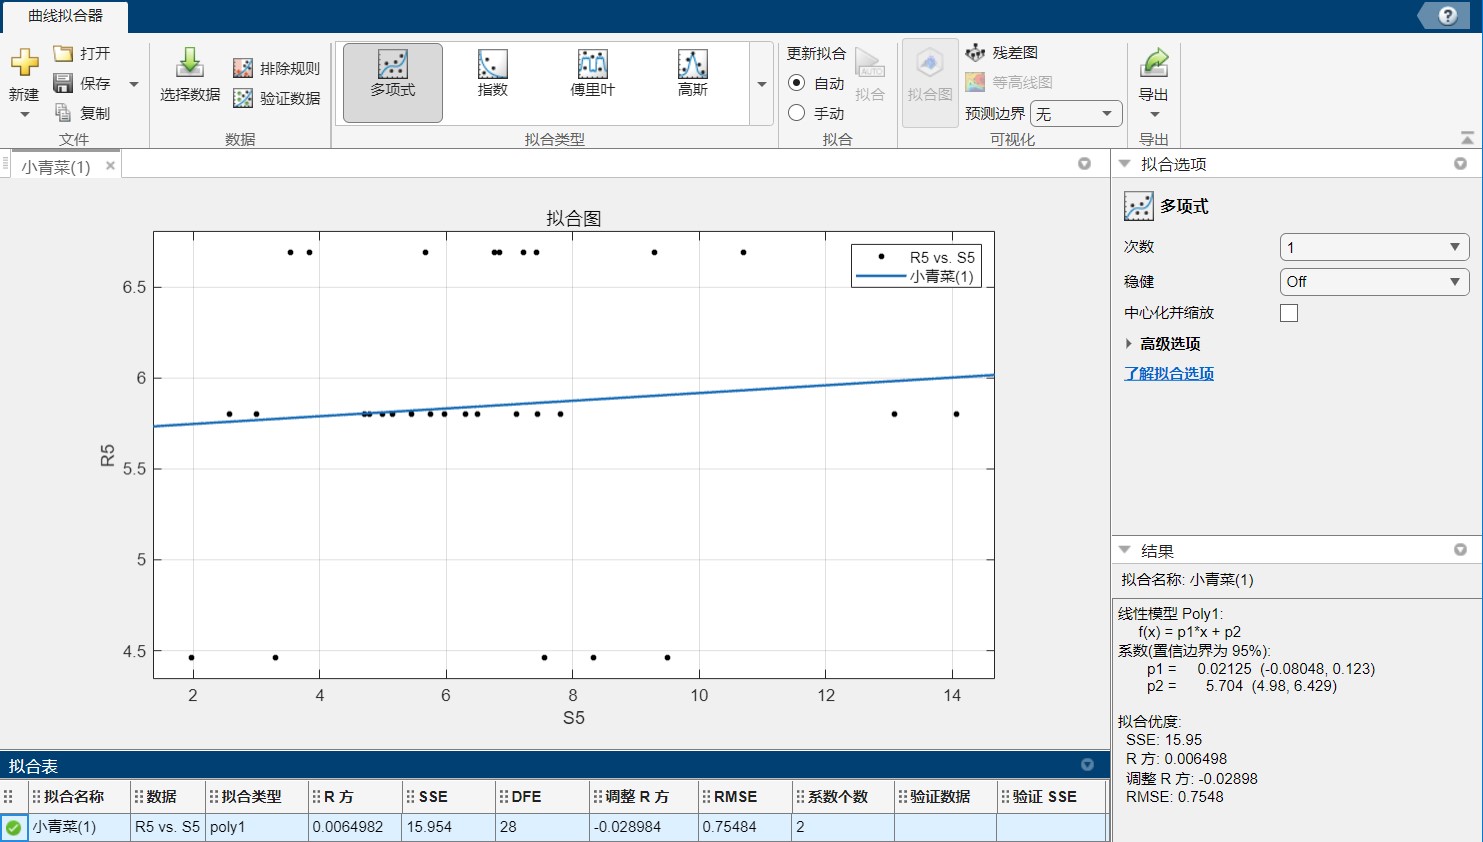 曲线拟合器
?
新建
打开
保存
复制
文件
选择数据
排除规则
验证数据
数据
多项式
指数
傅里叶
高斯
拟合类型
更新拟合
自动
手动
AUTO
拟合
拟合
拟合图
残差图
等高线图
预测边界 无
可视化
导出
导出
小青菜(1)
拟合图
R5 vs. S5
小青菜(1)
6.5
6
5.5
5
4.5
R5
2 4 6 8 10 12 14
S5
拟合选项
多项式
次数 1
稳健 Off
中心化并缩放
高级选项
了解拟合选项
结果
拟合名称: 小青菜(1)
线性模型 Poly1:
f(x) = p1*x + p2
系数(置信边界为 95%):
p1 = 0.02125 (-0.08048, 0.123)
p2 = 5.704 (4.98, 6.429)
拟合优度:
SSE: 15.95
R 方: 0.006498
调整 R 方: -0.02898
RMSE: 0.7548
拟合表
拟合名称 数据 拟合类型 R 方 SSE DFE 调整 R 方 RMSE 系数个数 验证数据 验证 SSE
小青菜(1) R5 vs. S5 poly1 0.0064982 15.954 28 -0.028984 0.75484 2